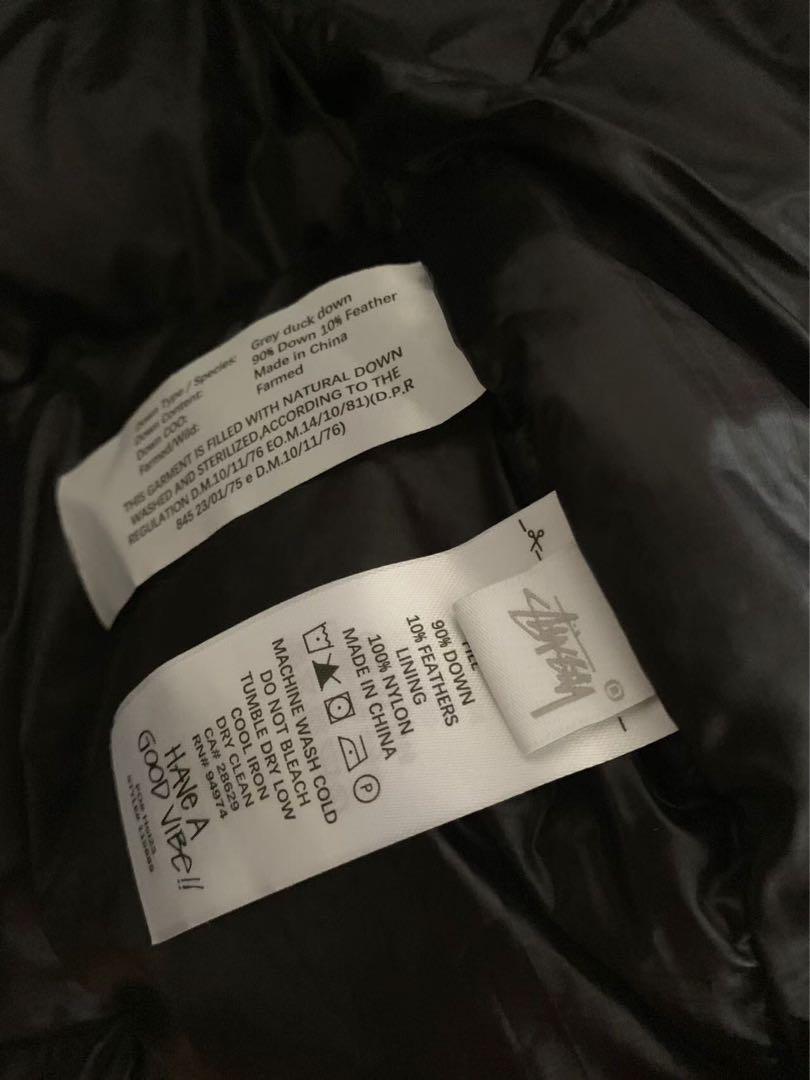 Down Type / Species: Grey duck down
Down Content: 90% Down 10% Feather
Down COO: Made in China
Farmed/Wild: Farmed
THIS GARMENT IS FILLED WITH NATURAL DOWN
WASHED AND STERILIZED,ACCORDING TO THE
REGULATION D.M.10/11/76 EO.M.14/10/81)(D.P.R
845 23/01/75 e D.M.10/11/76)
STÜSSY ®
90% DOWN
10% FEATHERS
LINING
100% NYLON
MADE IN CHINA
P
MACHINE WASH COLD
DO NOT BLEACH
TUMBLE DRY LOW
COOL IRON
DRY CLEAN
CA# 28629
RN# 94974
HAVE A
GOOD VIBE!!